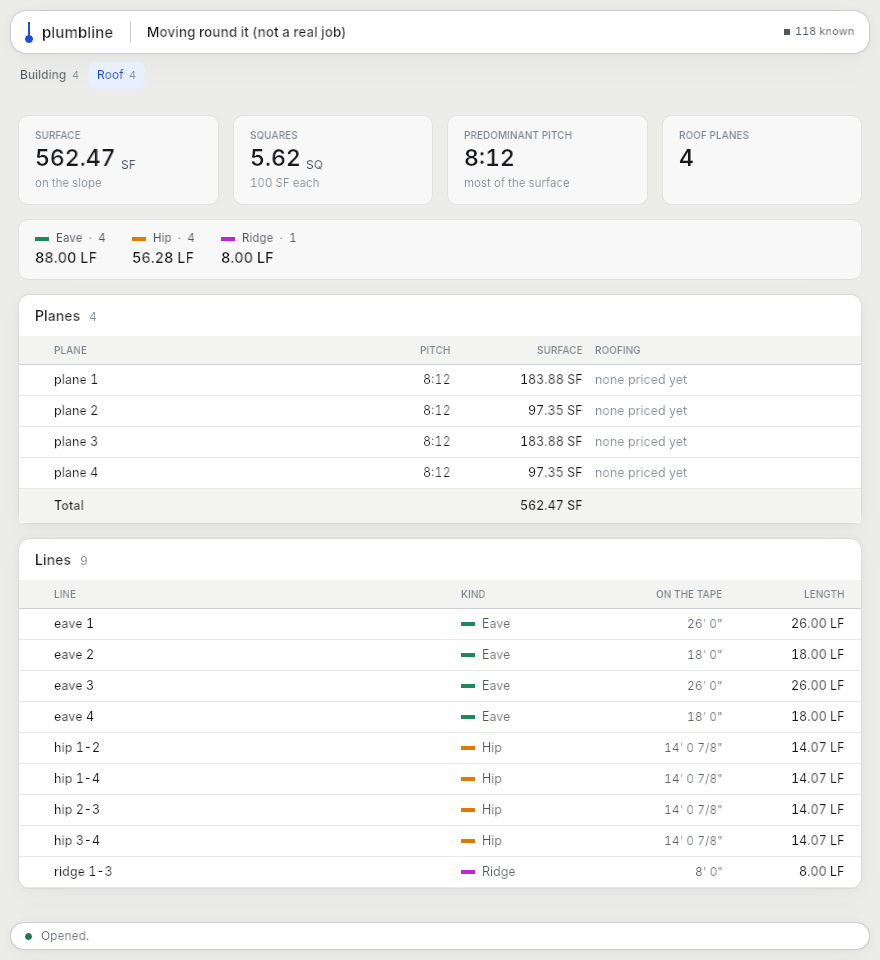 plumbline
Moving round it (not a real job)
118 known
Building 4
Roof 4
SURFACE
562.47 SF
on the slope
SQUARES
5.62 SQ
100 SF each
PREDOMINANT PITCH
8:12
most of the surface
ROOF PLANES
4
Eave · 4
88.00 LF
Hip · 4
56.28 LF
Ridge · 1
8.00 LF
Planes 4
PLANE PITCH SURFACE ROOFING
plane 1 8:12 183.88 SF none priced yet
plane 2 8:12 97.35 SF none priced yet
plane 3 8:12 183.88 SF none priced yet
plane 4 8:12 97.35 SF none priced yet
Total 562.47 SF
Lines 9
LINE KIND ON THE TAPE LENGTH
eave 1 Eave 26' 0" 26.00 LF
eave 2 Eave 18' 0" 18.00 LF
eave 3 Eave 26' 0" 26.00 LF
eave 4 Eave 18' 0" 18.00 LF
hip 1-2 Hip 14' 0 7/8" 14.07 LF
hip 1-4 Hip 14' 0 7/8" 14.07 LF
hip 2-3 Hip 14' 0 7/8" 14.07 LF
hip 3-4 Hip 14' 0 7/8" 14.07 LF
ridge 1-3 Ridge 8' 0" 8.00 LF
Opened.